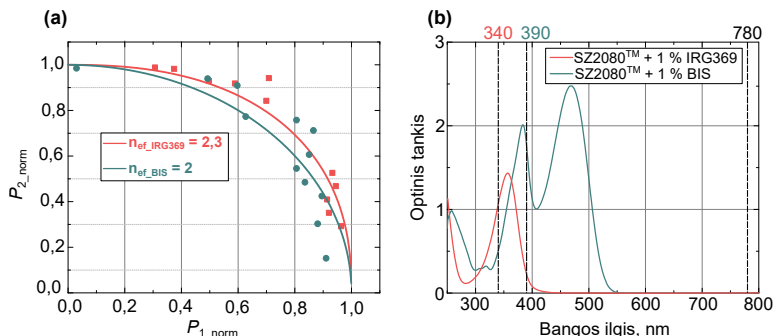 (a)
1,0
0,8
0,6
0,4
0,2
0,0
P2_norm
n ef_IRG369 = 2,3
n ef_BIS = 2
0,0 0,2 0,4 0,6 0,8 1,0
P1_norm
(b)
340 390 780
SZ2080TM + 1 % IRG369
SZ2080TM + 1 % BIS
3
2
1
0
Optinis tankis
300 400 500 600 700 800
Bangos ilgis, nm